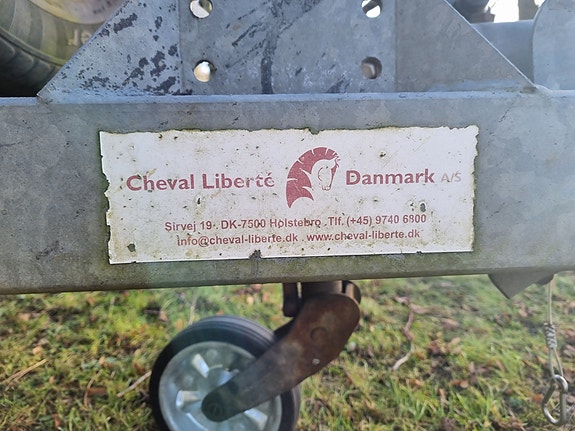 Cheval Liberté Danmark A/S
Sirvej 19 . DK-7500 Holstebro . Tlf. (+45) 9740 6800
info@cheval-liberte.dk . www.cheval-liberte.dk